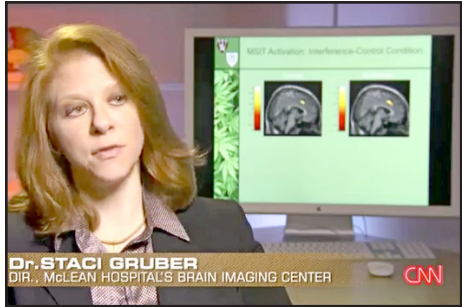 MSIT Activation: Interference-Control Condition
Dr. STACI GRUBER
DIR., McLEAN HOSPITAL'S BRAIN IMAGING CENTER
CNN